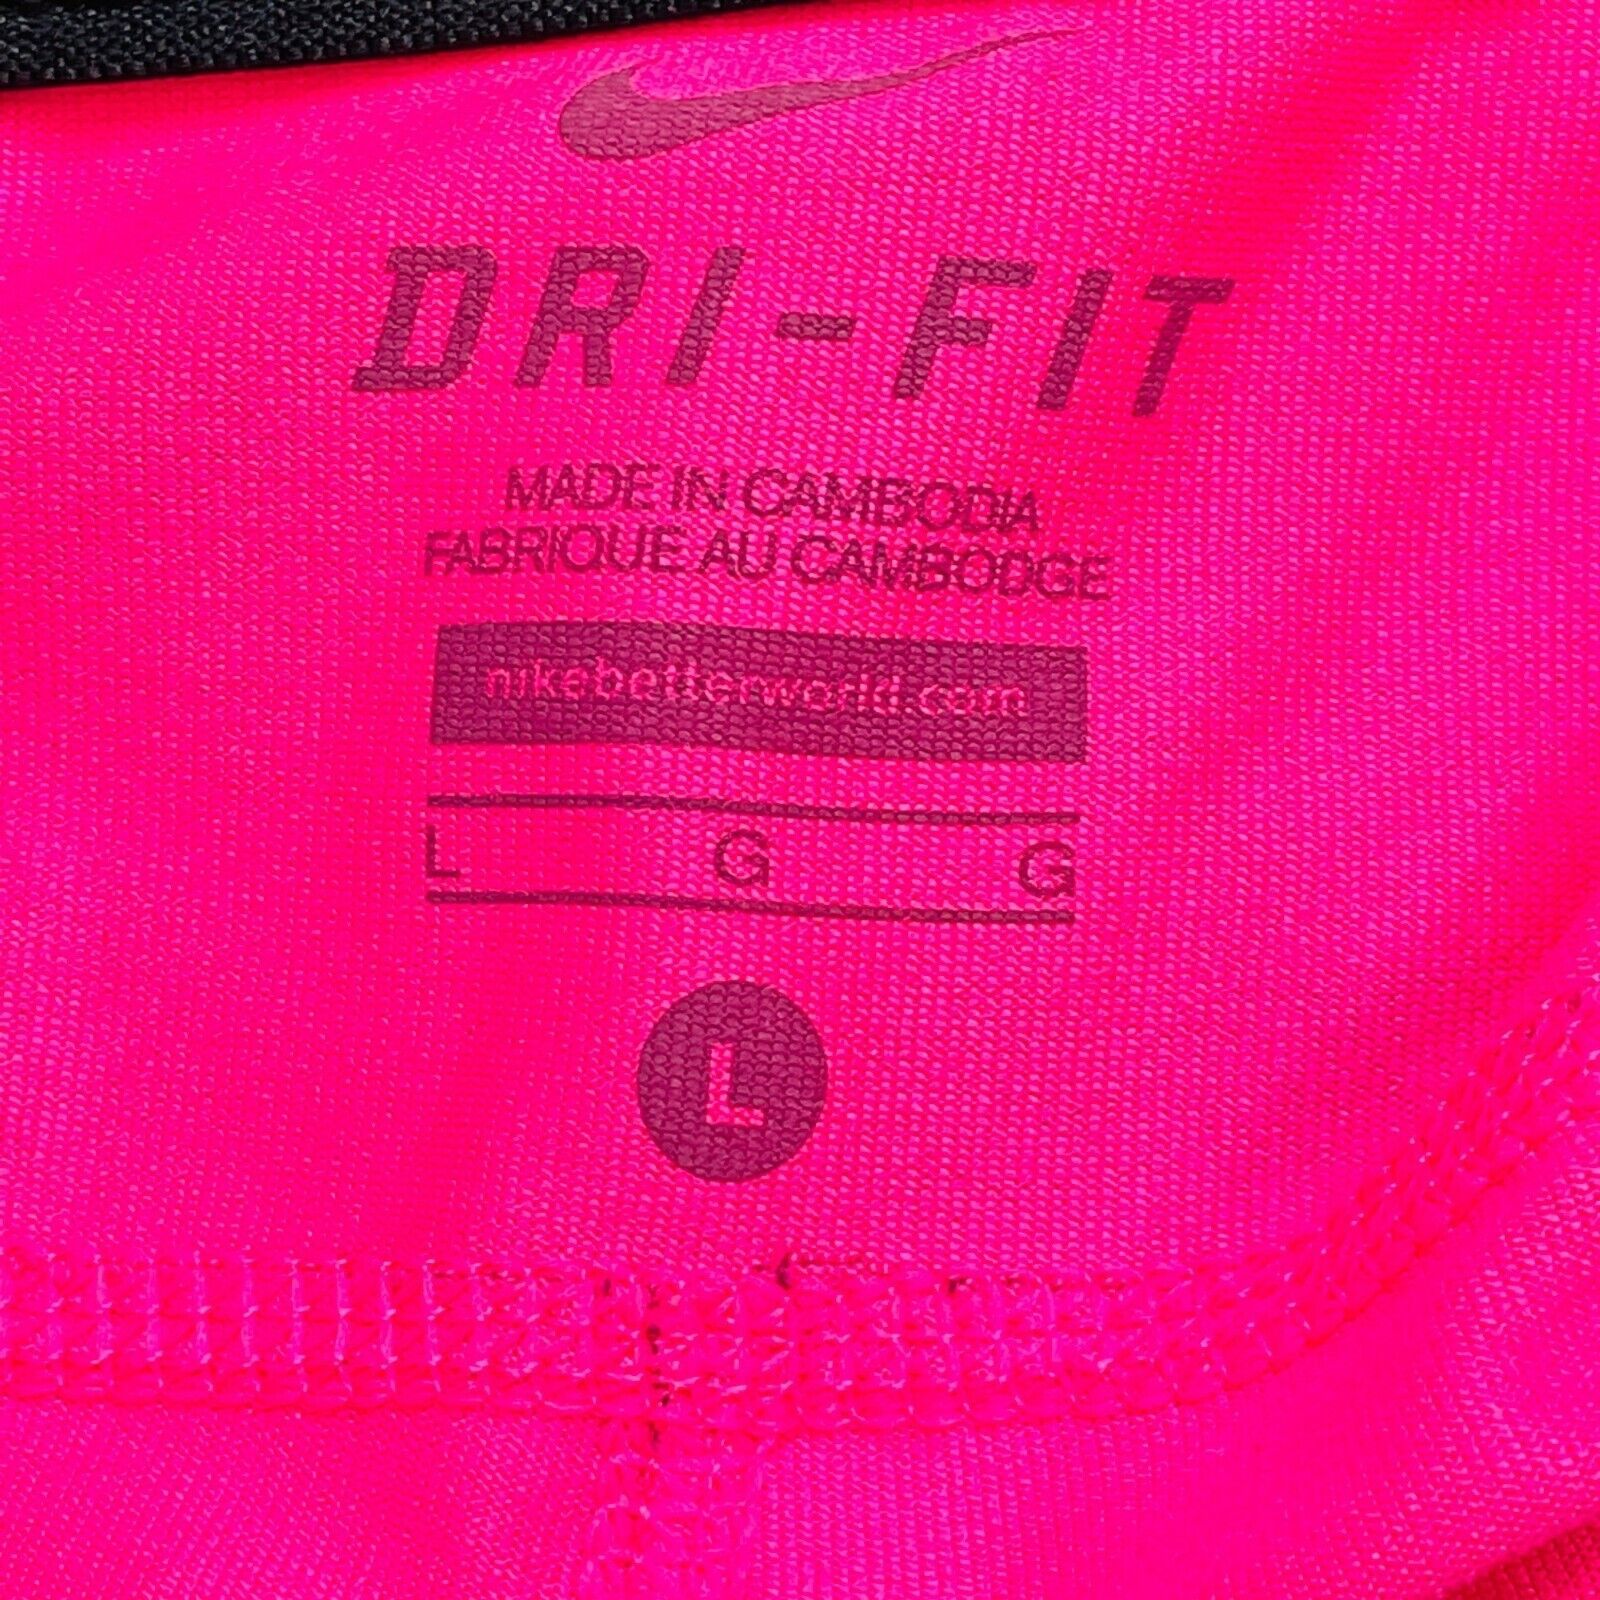 DRI-FIT
MADE IN CAMBODIA
FABRIQUE AU CAMBODGE
nikebetterworld.com
L G G
L